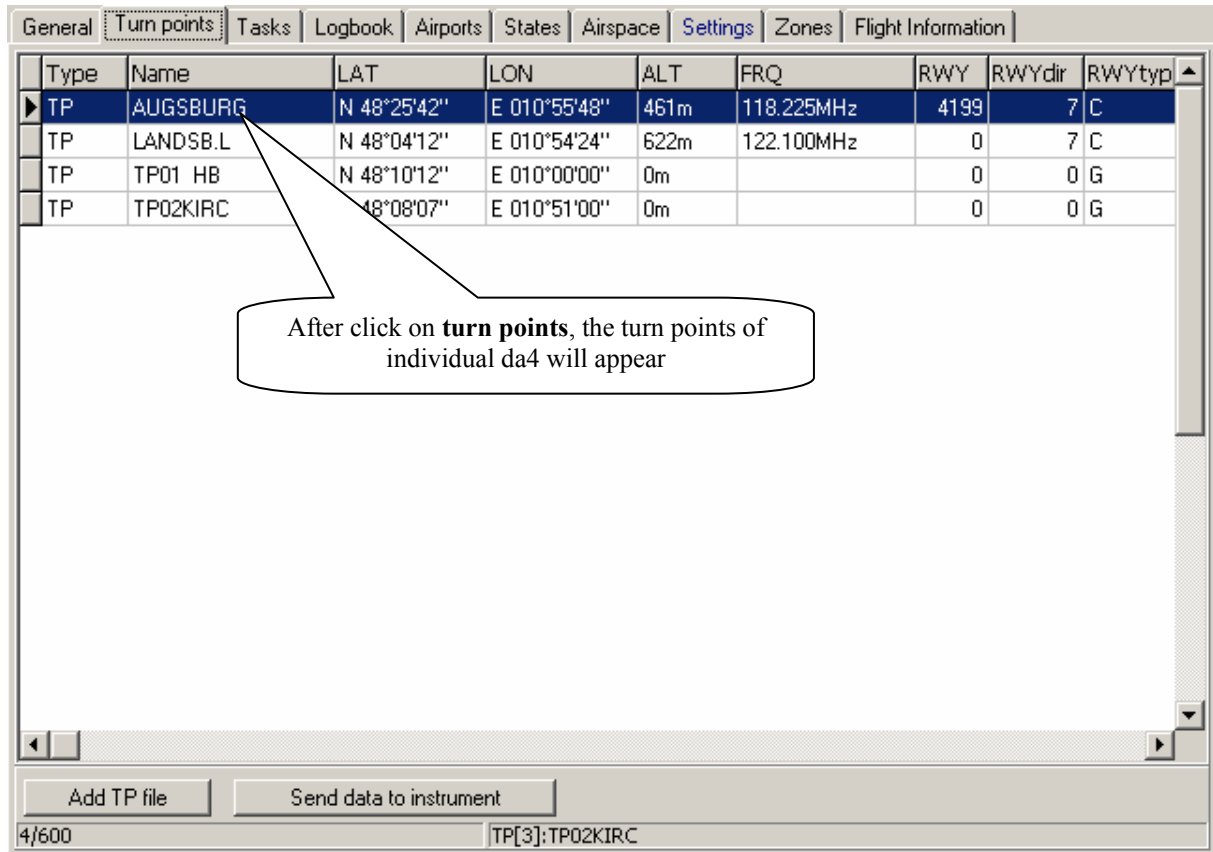 General Turn points Tasks Logbook Airports States Airspace Settings Zones Flight Information
Type Name LAT LON ALT FRQ RWY RWYdir RWYtyp
TP AUGSBURG N 48°25'42'' E 010°55'48'' 461m 118.225MHz 4199 7 C
TP LANDSB.L N 48°04'12'' E 010°54'24'' 622m 122.100MHz 0 7 C
TP TP01 HB N 48°10'12'' E 010°00'00'' 0m 0 0 G
TP TP02KIRC 48°08'07'' E 010°51'00'' 0m 0 0 G
After click on turn points, the turn points of
individual da4 will appear
Add TP file Send data to instrument
4/600 TP[3]:TP02KIRC